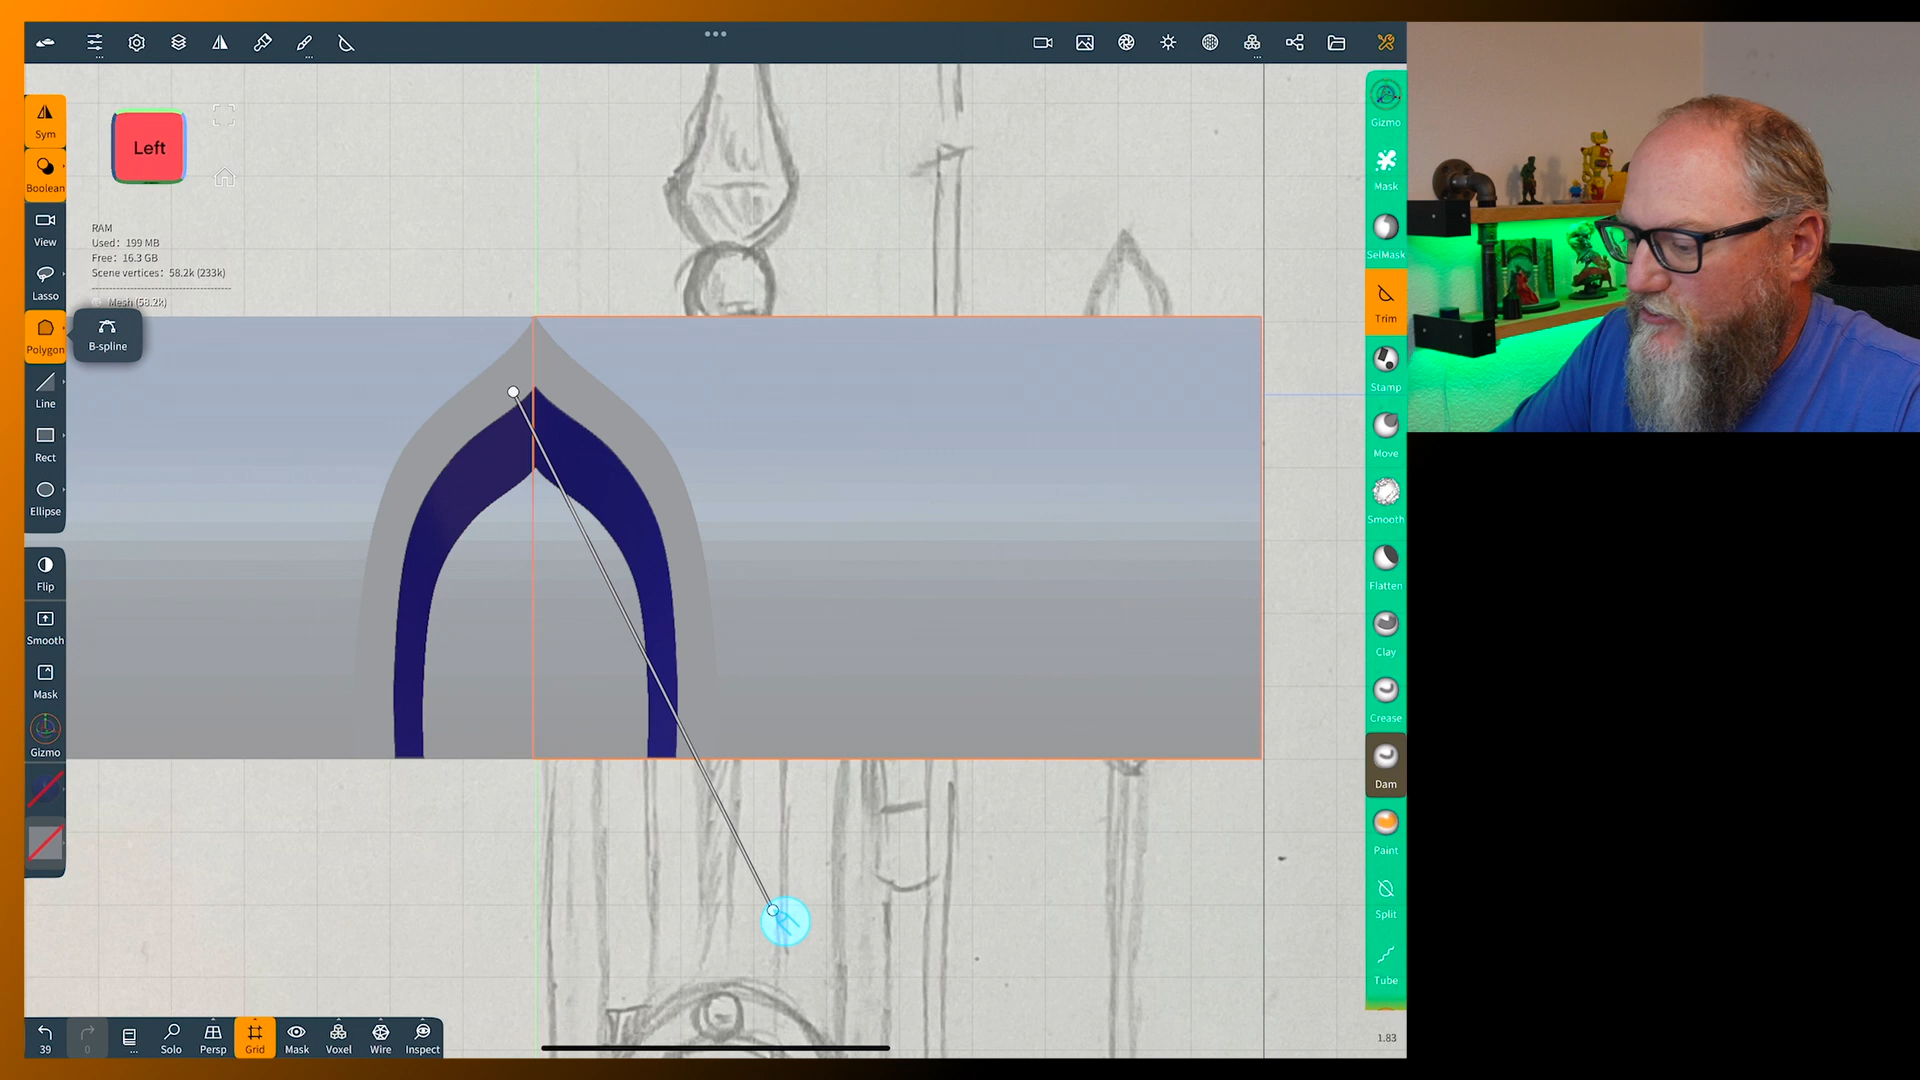 Sym
Boolean
View
Lasso
Polygon
B-spline
Line
Rect
Ellipse
Flip
Smooth
Mask
Gizmo
Left
RAM
Used: 199 MB
Free: 16.3 GB
Scene vertices: 58.2k (233k)
Mesh (58.2k)
Gizmo
Mask
SelMask
Trim
Stamp
Move
Smooth
Flatten
Clay
Crease
Dam
Paint
Split
Tube
1.83
39
0
Solo
Persp
Grid
Mask
Voxel
Wire
Inspect